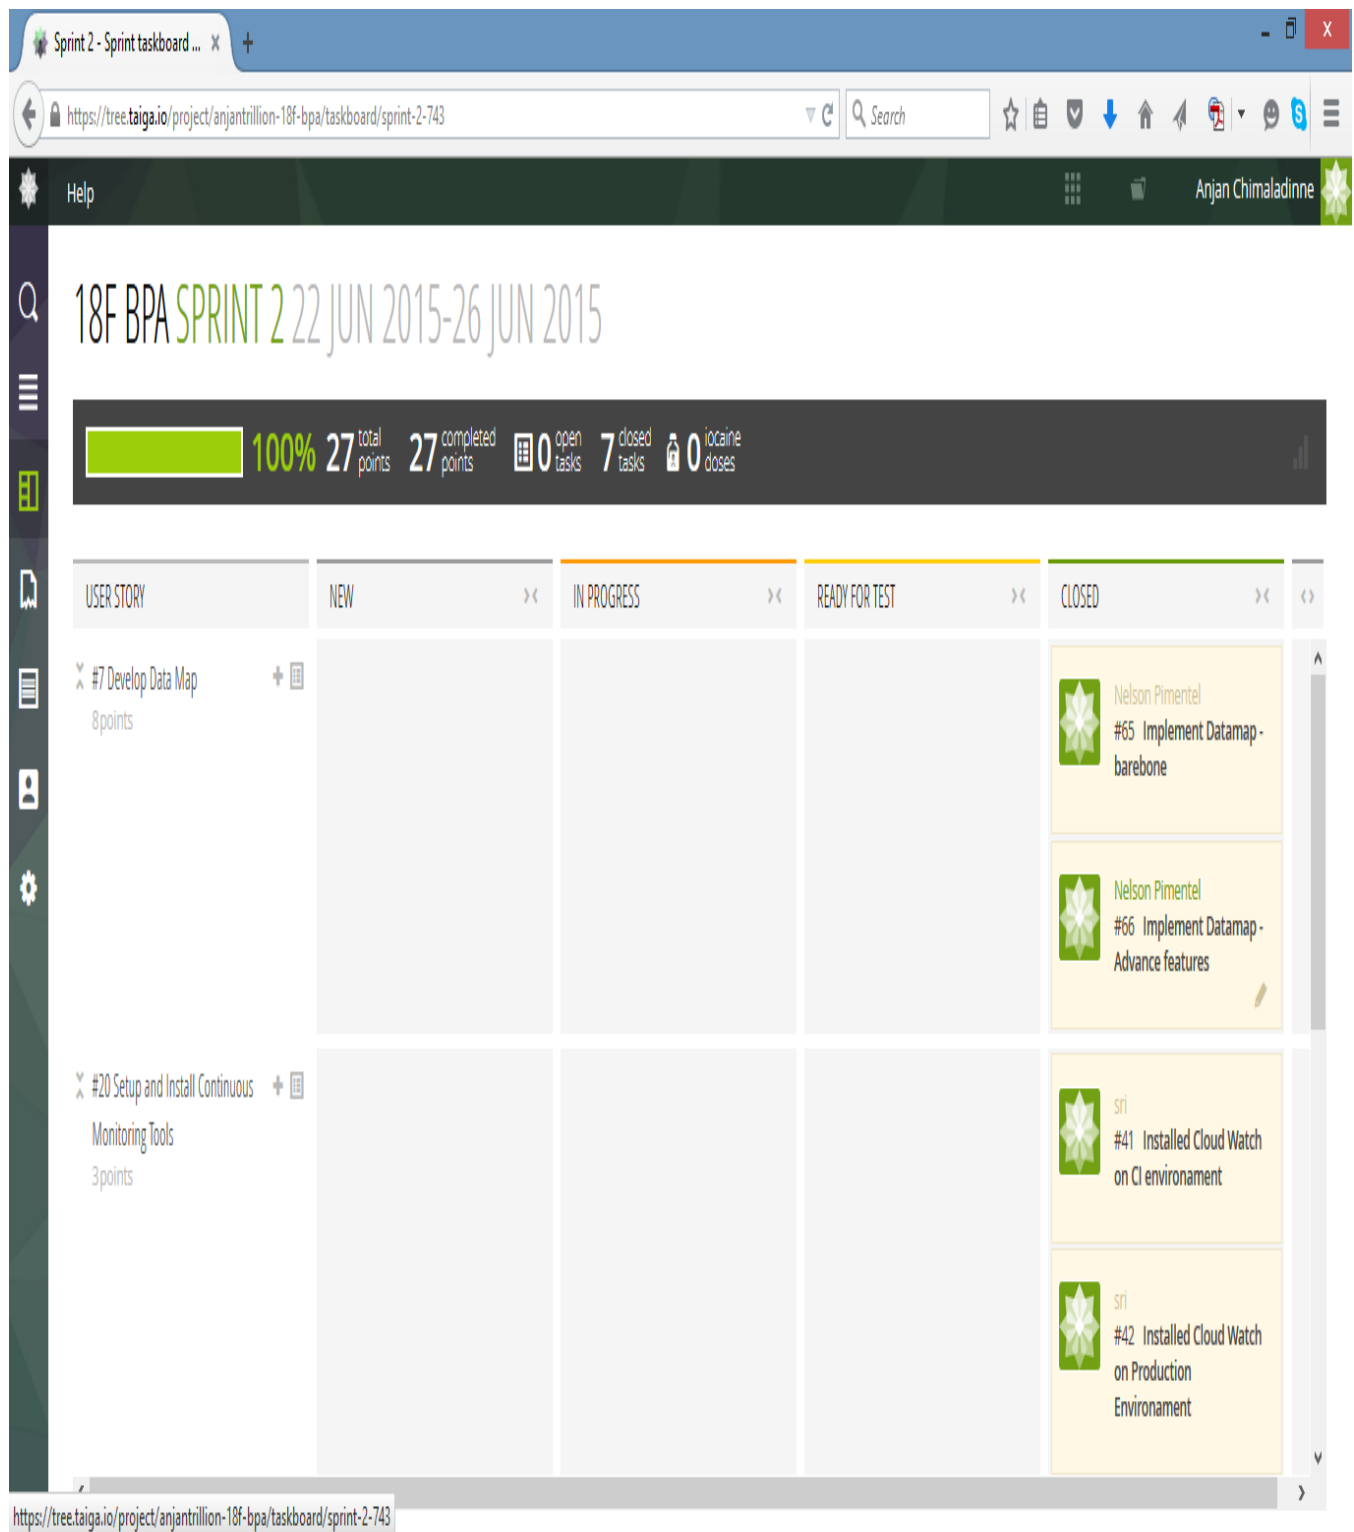 Sprint 2 - Sprint taskboard ...
https://tree.taiga.io/project/anjantrillion-18f-bpa/taskboard/sprint-2-743
Search
Help
Anjan Chimaladinne
18F BPA SPRINT 2 22 JUN 2015-26 JUN 2015
100% 27 total points 27 completed points 0 open tasks 7 closed tasks 0 iocaine doses
USER STORY NEW IN PROGRESS READY FOR TEST CLOSED
#7 Develop Data Map
8 points
Nelson Pimentel
#65 Implement Datamap -
barebone
Nelson Pimentel
#66 Implement Datamap -
Advance features
#20 Setup and Install Continuous
Monitoring Tools
3 points
sri
#41 Installed Cloud Watch
on CI environament
sri
#42 Installed Cloud Watch
on Production
Environament
https://tree.taiga.io/project/anjantrillion-18f-bpa/taskboard/sprint-2-743